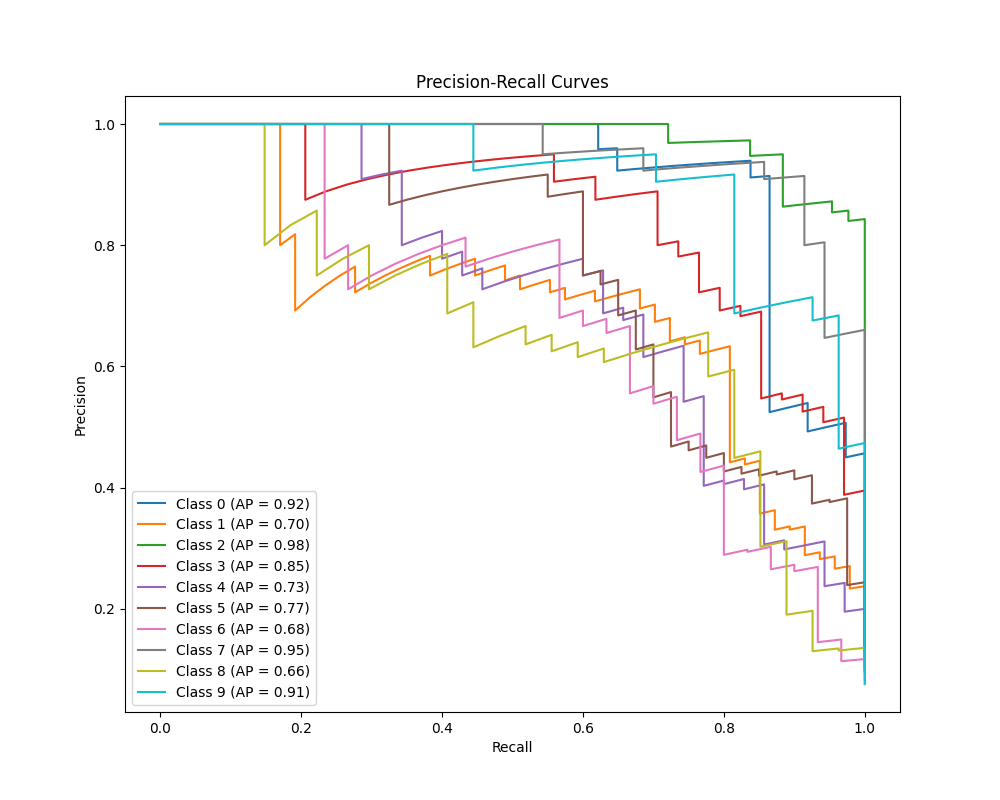 Precision-Recall Curves
1.0
0.8
0.6
0.4
0.2
Precision
Class 0 (AP = 0.92)
Class 1 (AP = 0.70)
Class 2 (AP = 0.98)
Class 3 (AP = 0.85)
Class 4 (AP = 0.73)
Class 5 (AP = 0.77)
Class 6 (AP = 0.68)
Class 7 (AP = 0.95)
Class 8 (AP = 0.66)
Class 9 (AP = 0.91)
0.0 0.2 0.4 0.6 0.8 1.0
Recall